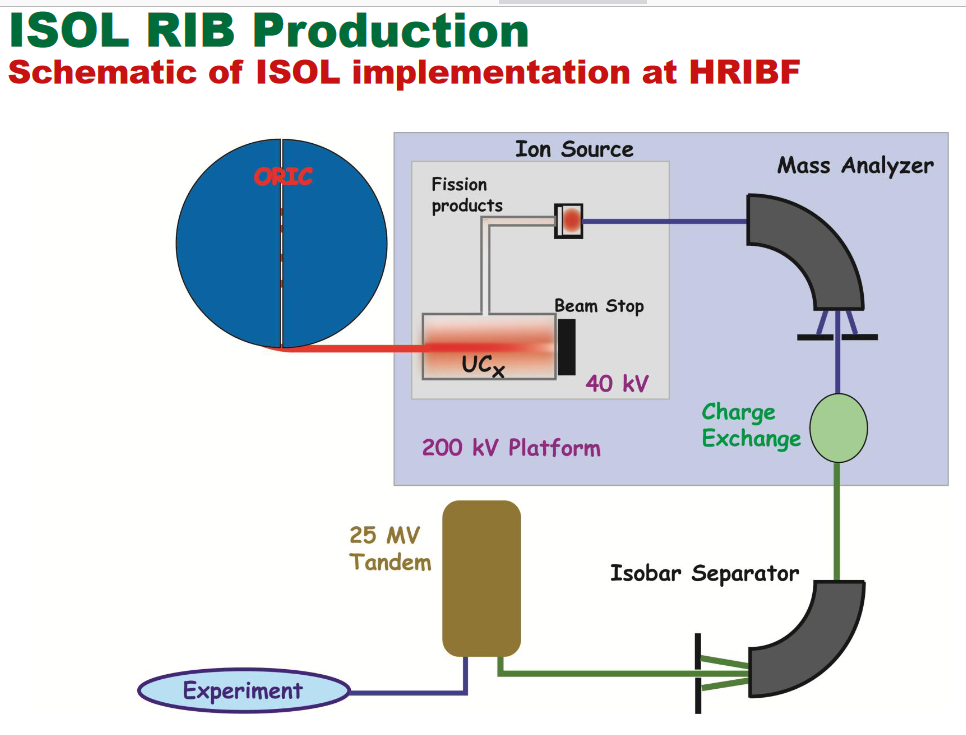 ISOL RIB Production
Schematic of ISOL implementation at HRIBF
Ion Source
Mass Analyzer
ORIC
Fission
products
Beam Stop
UCx
40 kV
Charge
Exchange
200 kV Platform
25 MV
Tandem
Isobar Separator
Experiment